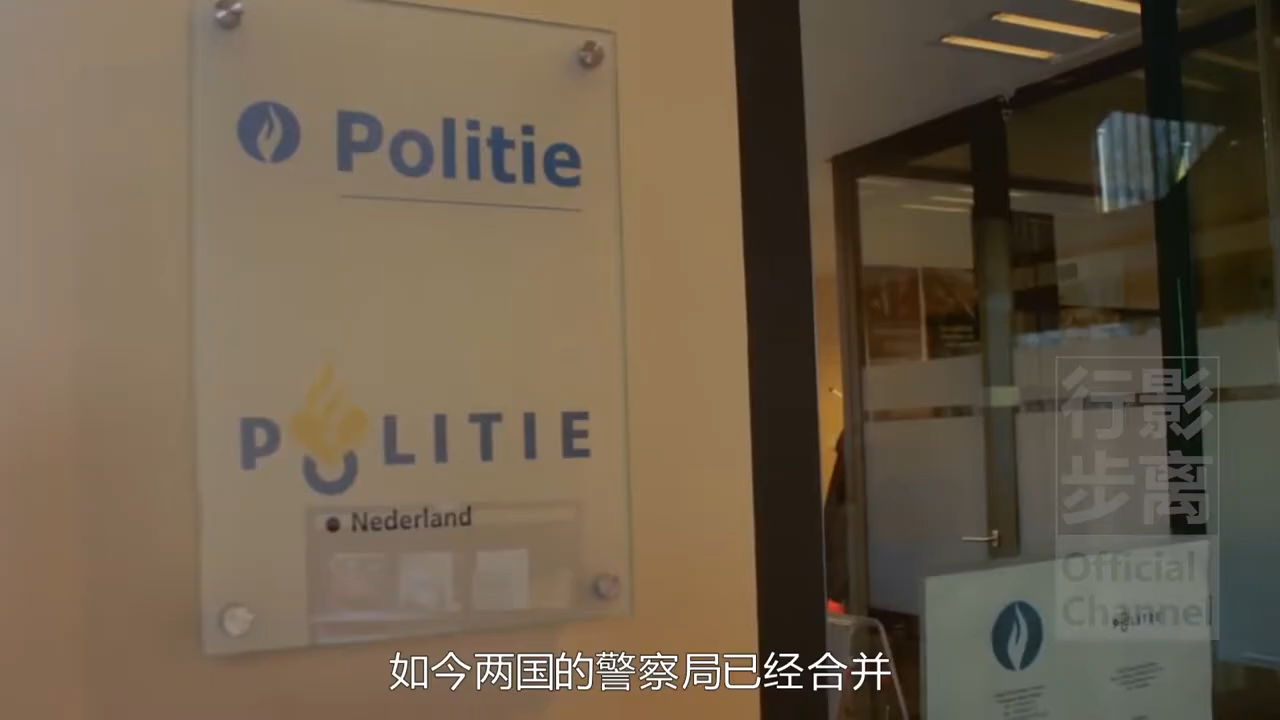 Politie
POLITIE
Nederland
行影
步离
Official
Channel
POLITIE
如今两国的警察局已经合并